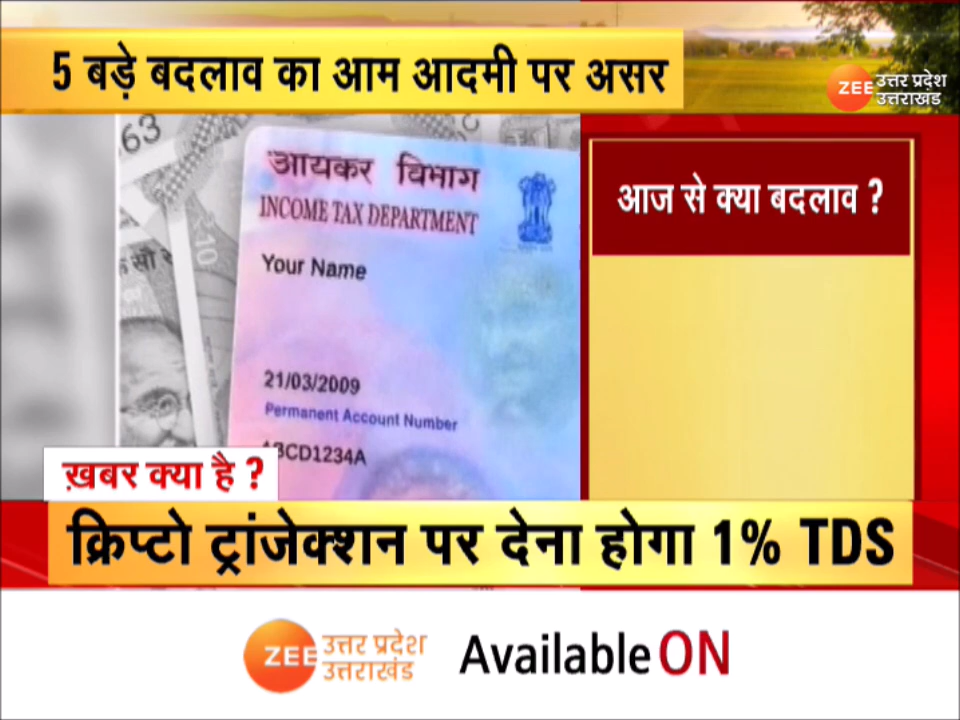 5 बड़े बदलाव का आम आदमी पर असर
ZEE उत्तर प्रदेश
उत्तराखंड
63
आयकर विभाग
INCOME TAX DEPARTMENT
Your Name
21/03/2009
Permanent Account Number
ABCD1234A
आज से क्या बदलाव ?
ख़बर क्या है ?
क्रिप्टो ट्रांजेक्शन पर देना होगा 1% TDS
ZEE उत्तर प्रदेश
उत्तराखंड
Available ON